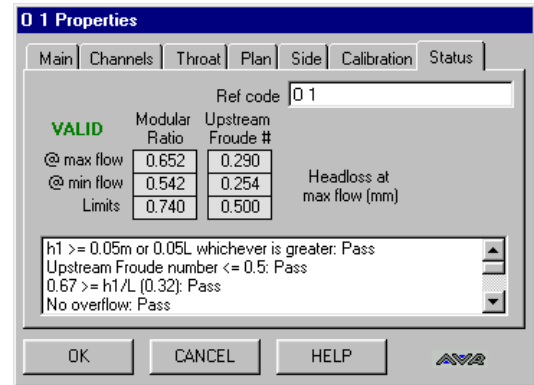 0 1 Properties
Main Channels Throat Plan Side Calibration Status
Ref code 0 1
VALID
Modular Ratio
Upstream Froude #
@ max flow 0.652 0.290
@ min flow 0.542 0.254
Limits 0.740 0.500
Headloss at
max flow (mm)
h1 >= 0.05m or 0.05L whichever is greater: Pass
Upstream Froude number <= 0.5: Pass
0.67 >= h1/L (0.32): Pass
No overflow: Pass
OK CANCEL HELP